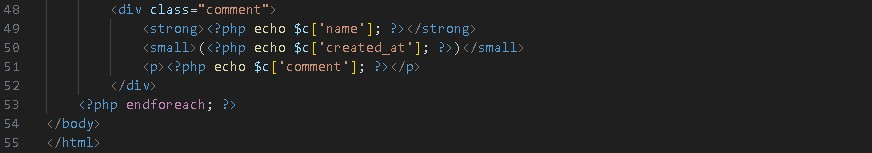 48 <div class="comment">
49 <strong><?php echo $c['name']; ?></strong>
50 <small>(<?php echo $c['created_at']; ?>)</small>
51 <p><?php echo $c['comment']; ?></p>
52 </div>
53 <?php endforeach; ?>
54 </body>
55 </html>